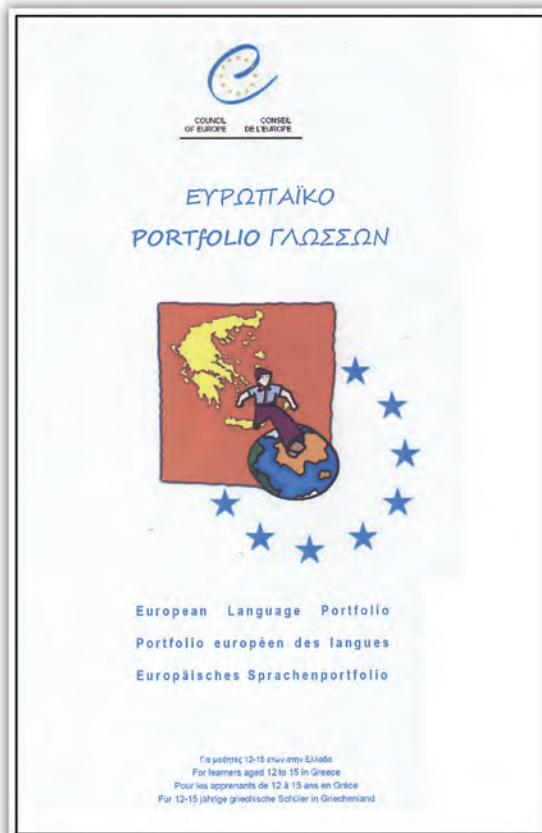 COUNCIL OF EUROPE
CONSEIL DE L'EUROPE
ΕΥΡΩΠΑΪΚΟ
PORTfOLIO ΓΛΩΣΣΩΝ
European Language Portfolio
Portfolio européen des langues
Europäisches Sprachenportfolio
Για μαθητές 12-15 ετών στην Ελλάδα
For learners aged 12 to 15 in Greece
Pour les apprenants de 12 à 15 ans en Grèce
Für 12-15 jährige griechische Schüler in Griechenland